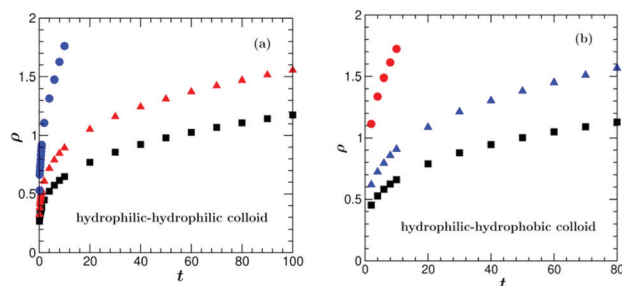 2
1.5
ρ
1
0.5
0
(a)
hydrophilic-hydrophilic colloid
0 20 40 60 80 100
t
2
1.5
ρ
1
0.5
0
(b)
hydrophilic-hydrophobic colloid
20 40 60 80
t